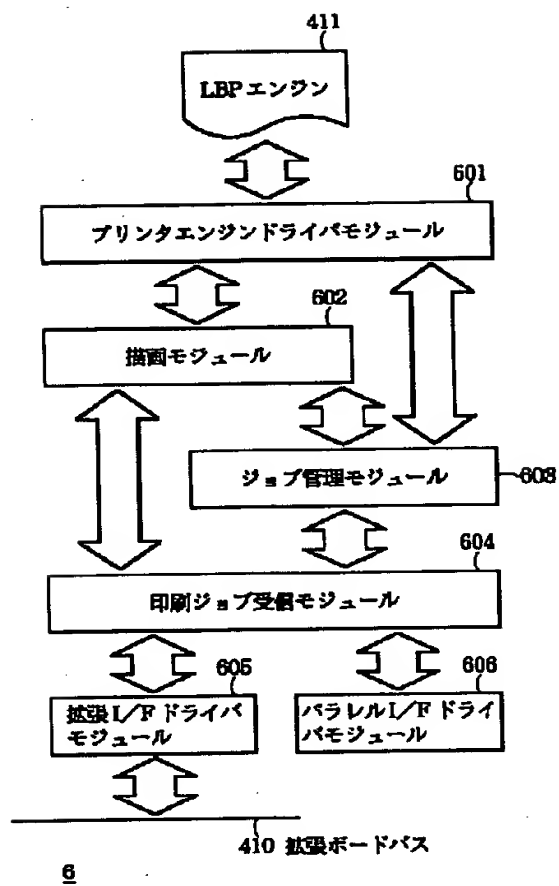 411
LBPエンジン
601
プリンタエンジンドライバモジュール
602
描画モジュール
ジョブ管理モジュール
603
604
印刷ジョブ受信モジュール
605
拡張I/Fドライバ
モジュール
606
パラレルI/Fドライ
バモジュール
410 拡張ボードバス
6